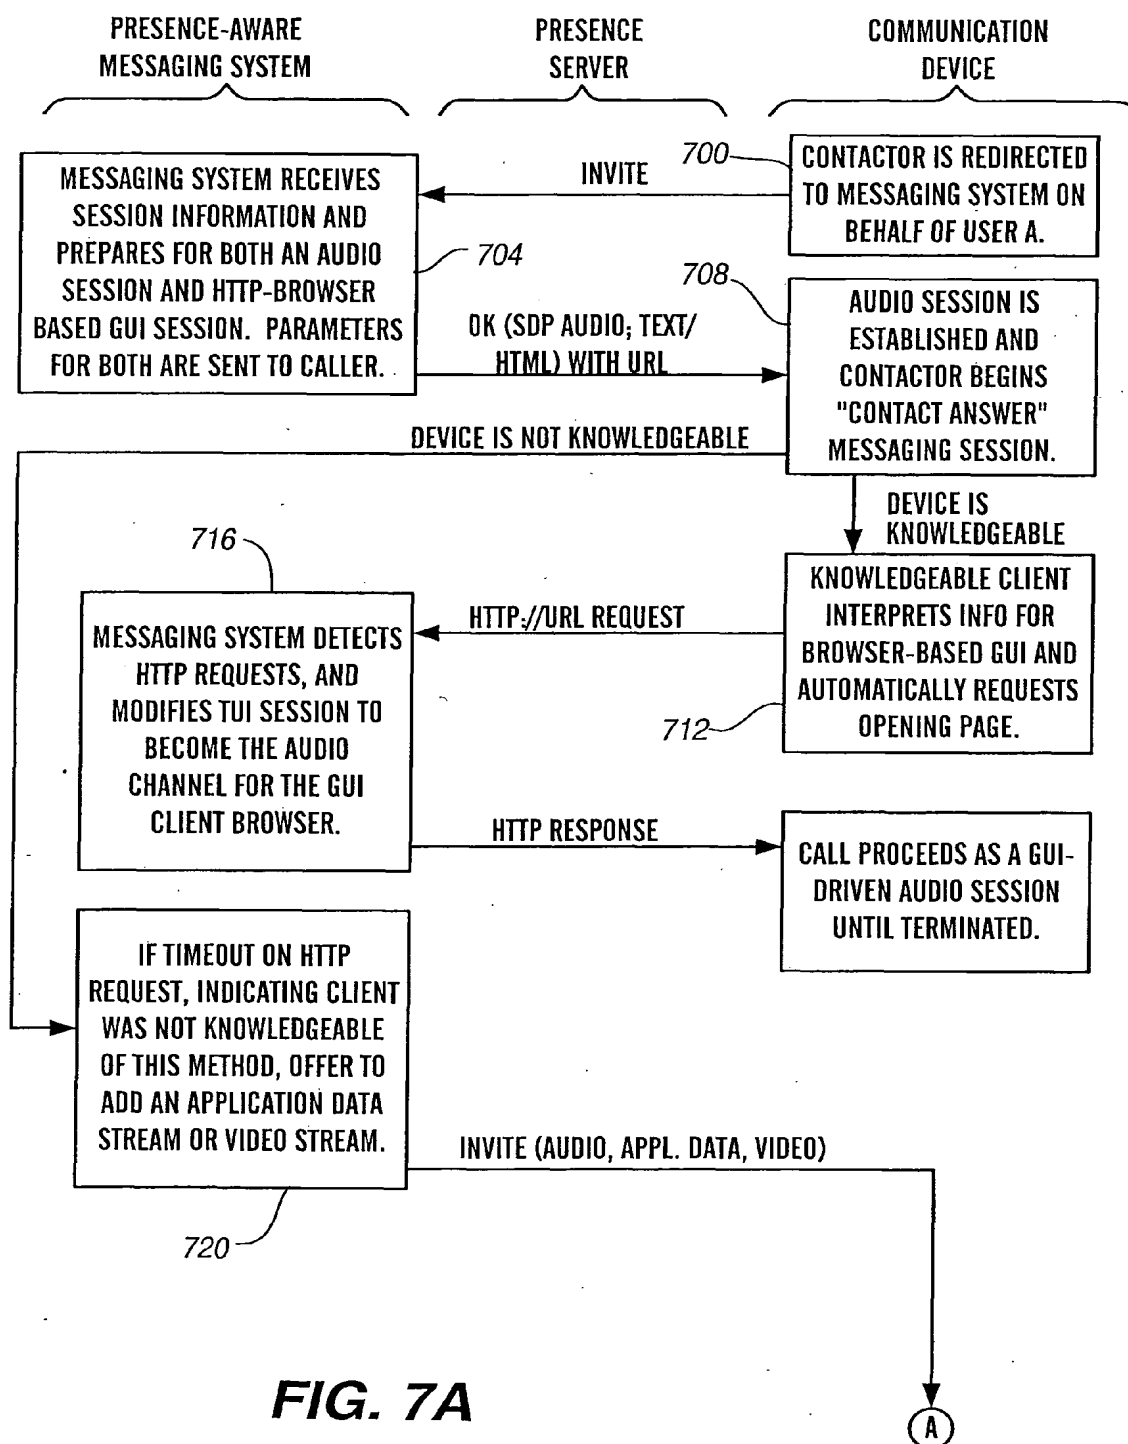 PRESENCE-AWARE
MESSAGING SYSTEM
PRESENCE
SERVER
COMMUNICATION
DEVICE
700
CONTACTOR IS REDIRECTED
TO MESSAGING SYSTEM ON
BEHALF OF USER A.
INVITE
MESSAGING SYSTEM RECEIVES
SESSION INFORMATION AND
PREPARES FOR BOTH AN AUDIO
SESSION AND HTTP-BROWSER
BASED GUI SESSION. PARAMETERS
FOR BOTH ARE SENT TO CALLER.
704
708
OK (SDP AUDIO; TEXT/
HTML) WITH URL
AUDIO SESSION IS
ESTABLISHED AND
CONTACTOR BEGINS
"CONTACT ANSWER"
MESSAGING SESSION.
DEVICE IS NOT KNOWLEDGEABLE
DEVICE IS
KNOWLEDGEABLE
KNOWLEDGEABLE CLIENT
INTERPRETS INFO FOR
BROWSER-BASED GUI AND
AUTOMATICALLY REQUESTS
OPENING PAGE.
712
HTTP://URL REQUEST
716
MESSAGING SYSTEM DETECTS
HTTP REQUESTS, AND
MODIFIES TUI SESSION TO
BECOME THE AUDIO
CHANNEL FOR THE GUI
CLIENT BROWSER.
HTTP RESPONSE
CALL PROCEEDS AS A GUI-
DRIVEN AUDIO SESSION
UNTIL TERMINATED.
IF TIMEOUT ON HTTP
REQUEST, INDICATING CLIENT
WAS NOT KNOWLEDGEABLE
OF THIS METHOD, OFFER TO
ADD AN APPLICATION DATA
STREAM OR VIDEO STREAM.
720
INVITE (AUDIO, APPL. DATA, VIDEO)
A
FIG. 7A